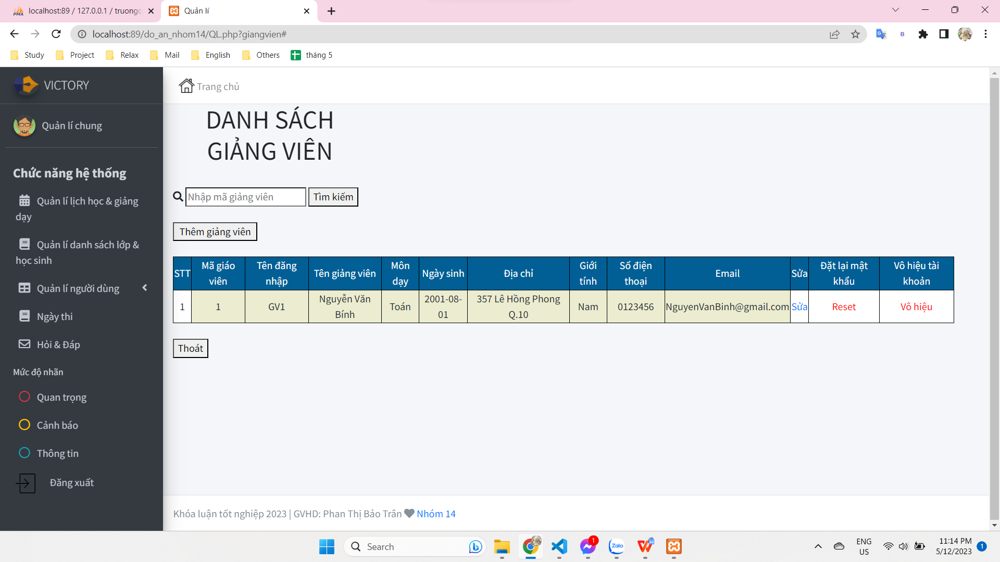 localhost:89 / 127.0.0.1 / truongc
Quản lí
localhost:89/do_an_nhom14/QL.php?giangvien#
Study
Project
Relax
Mail
English
Others
tháng 5
VICTORY
Quản lí chung
Chức năng hệ thống
Quản lí lịch học & giảng
dạy
Quản lí danh sách lớp &
học sinh
Quản lí người dùng
Ngày thi
Hỏi & Đáp
Mức độ nhãn
Quan trọng
Cảnh báo
Thông tin
Đăng xuất
Trang chủ
DANH SÁCH
GIẢNG VIÊN
Nhập mã giảng viên
Tìm kiếm
Thêm giảng viên
STT
Mã giáo
viên
Tên đăng
nhập
Tên giảng viên
Môn
dạy
Ngày sinh
Địa chỉ
Giới
tính
Số điện
thoại
Email
Sửa
Đặt lại mật
khẩu
Vô hiệu tài
khoản
1
1
GV1
Nguyễn Văn
Bính
Toán
2001-08-
01
357 Lê Hồng Phong
Q.10
Nam
0123456
NguyenVanBinh@gmail.com
Sửa
Reset
Vô hiệu
Thoát
Khóa luận tốt nghiệp 2023 | GVHD: Phan Thị Bảo Trân Nhóm 14
Search
Zalo
1
ENG
US
11:14 PM
5/12/2023
1